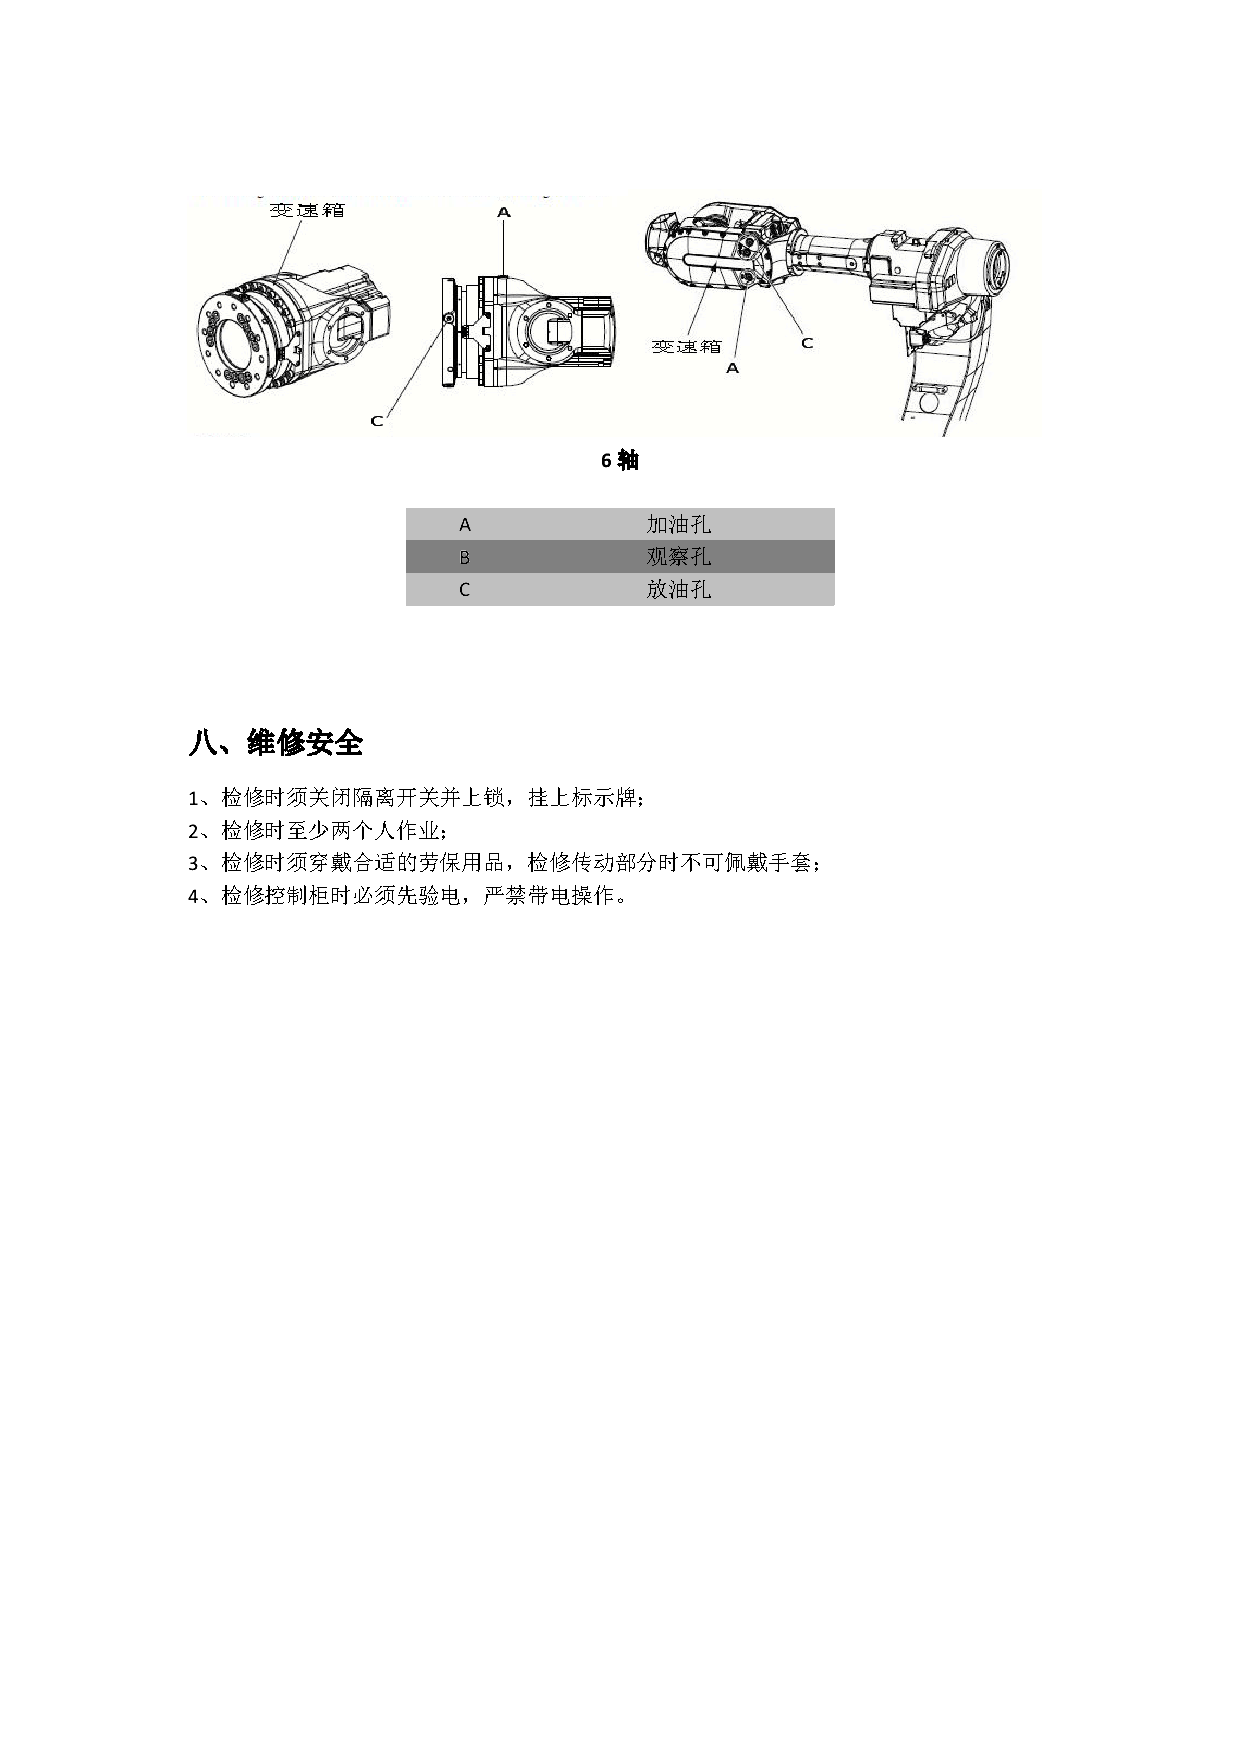 变速箱
A
C
变速箱
A
C
6 轴
A 加油孔
B 观察孔
C 放油孔
八、维修安全
1、检修时须关闭隔离开关并上锁，挂上标示牌；
2、检修时至少两个人作业；
3、检修时须穿戴合适的劳保用品，检修传动部分时不可佩戴手套；
4、检修控制柜时必须先验电，严禁带电操作。